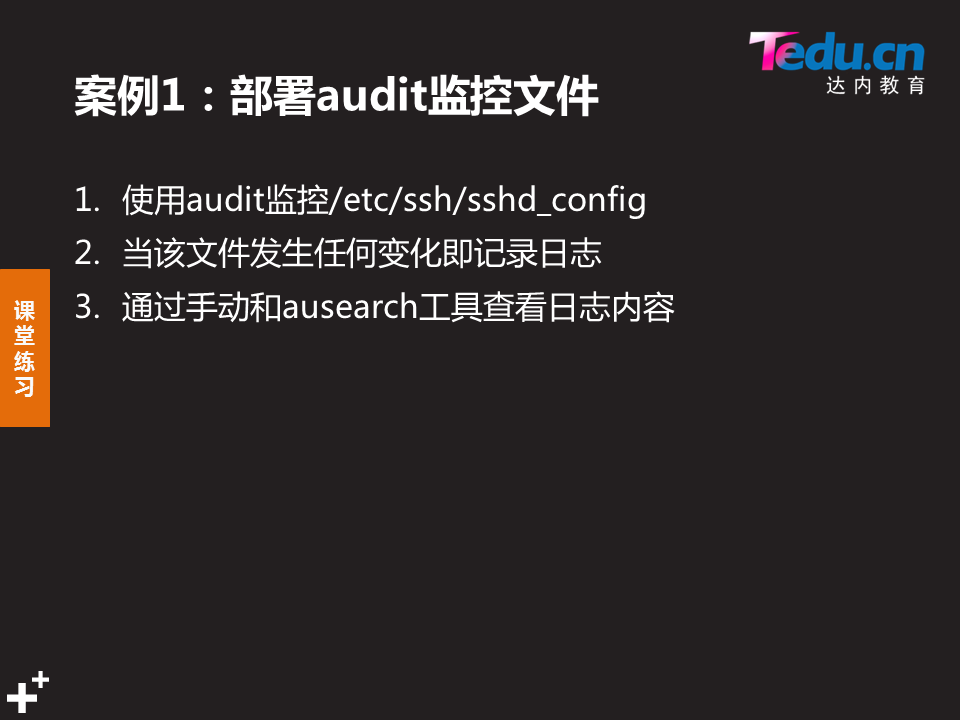 Tedu.cn
达内教育
案例1：部署audit监控文件
1. 使用audit监控/etc/ssh/sshd_config
2. 当该文件发生任何变化即记录日志
3. 通过手动和ausearch工具查看日志内容
课
堂
练
习